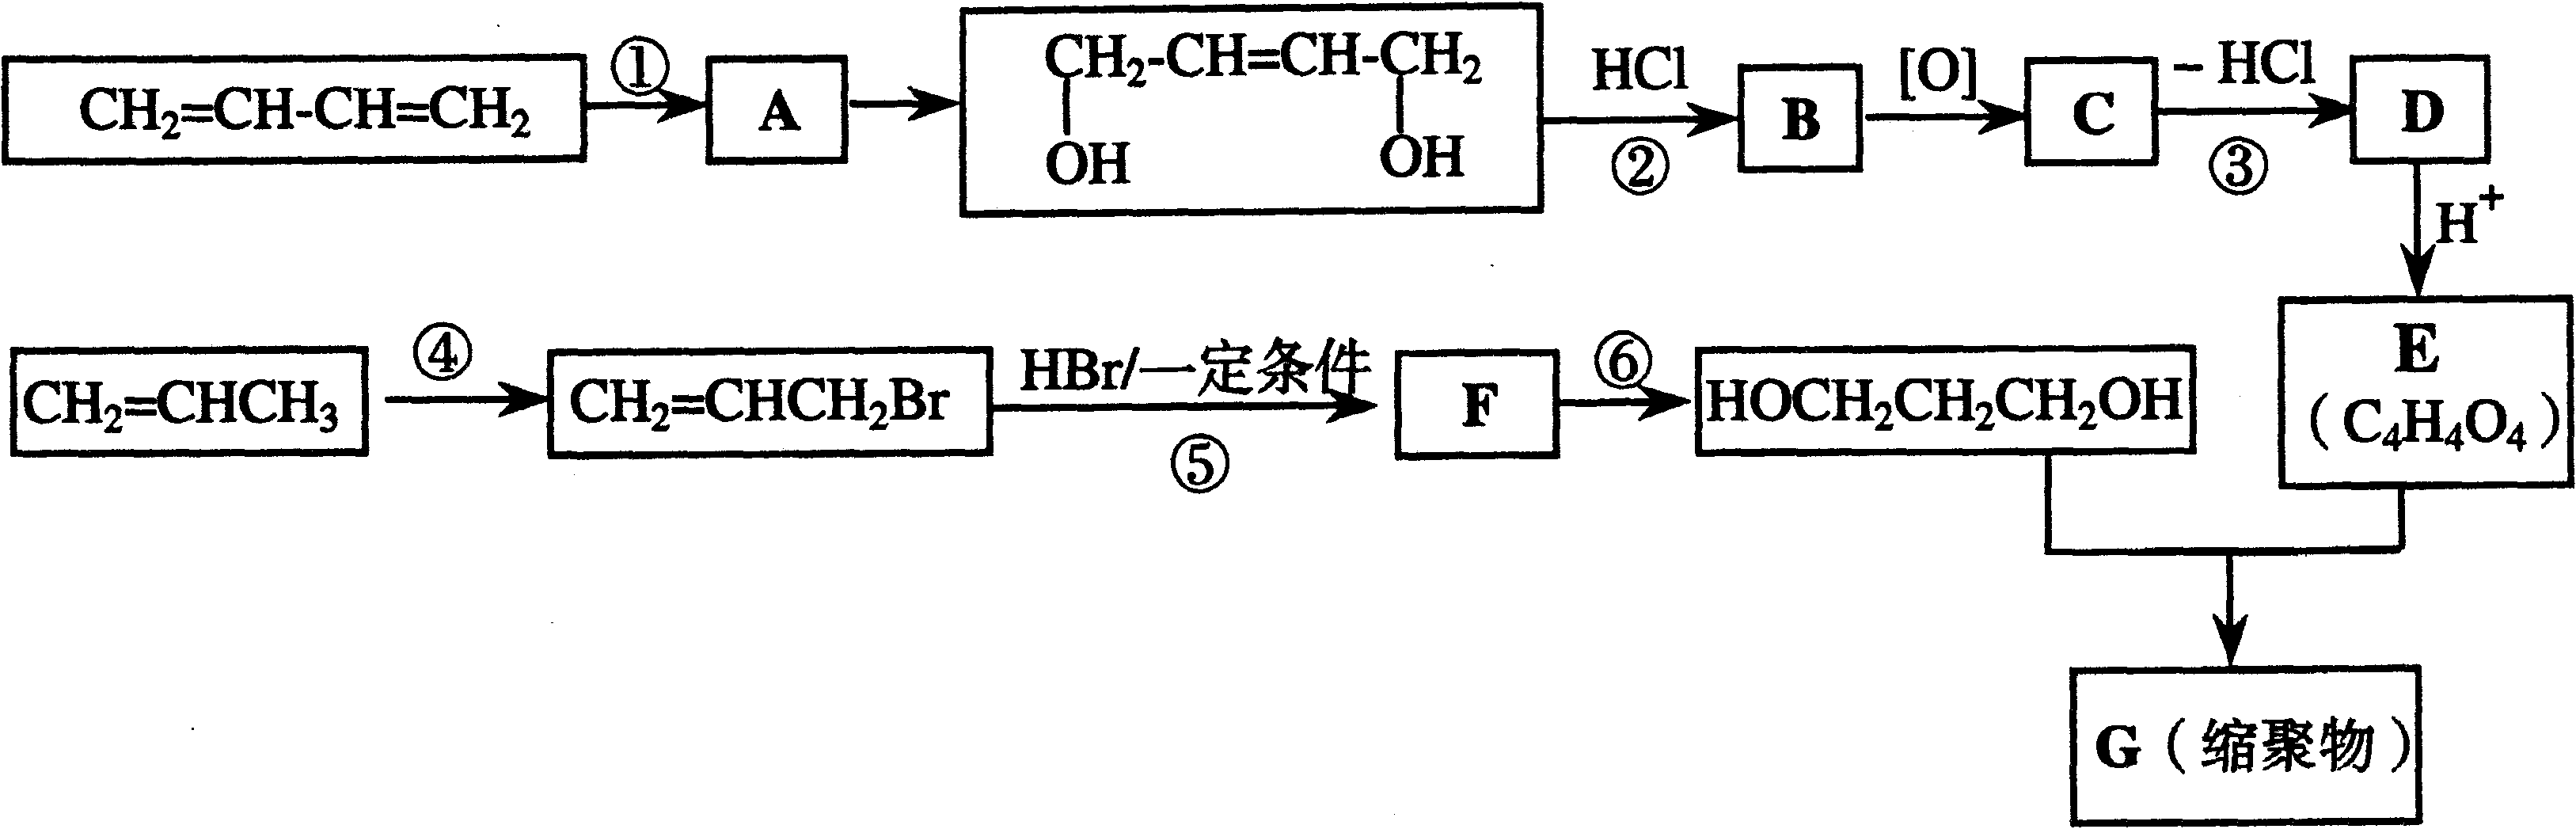 CH₂=CH-CH=CH₂
①
A
CH₂-CH=CH-CH₂
OH OH
HCl
②
B
[O]
C
- HCl
③
D
H⁺
E
(C₄H₄O₄)
CH₂=CHCH₃
④
CH₂=CHCH₂Br
HBr/一定条件
⑤
F
⑥
HOCH₂CH₂CH₂OH
G(缩聚物)